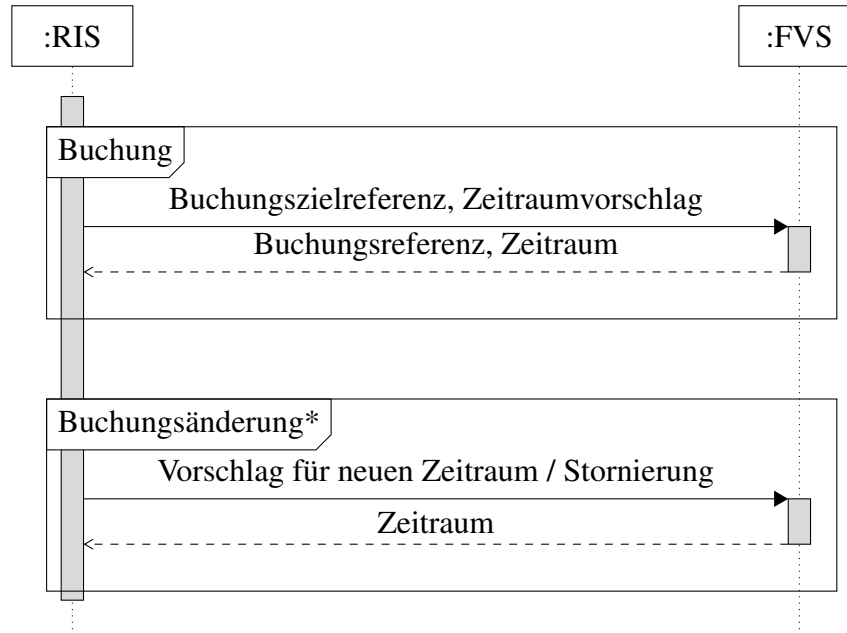 :RIS
:FVS
Buchung
Buchungszielreferenz, Zeitraumvorschlag
Buchungsreferenz, Zeitraum
Buchungsänderung*
Vorschlag für neuen Zeitraum / Stornierung
Zeitraum